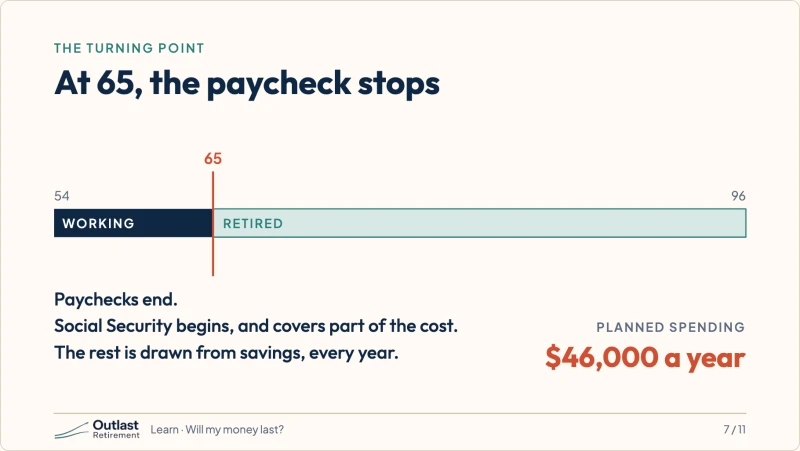 THE TURNING POINT
At 65, the paycheck stops
65
54
96
WORKING
RETIRED
Paychecks end.
Social Security begins, and covers part of the cost.
The rest is drawn from savings, every year.
PLANNED SPENDING
$46,000 a year
Outlast
Retirement
Learn · Will my money last?
7 / 11